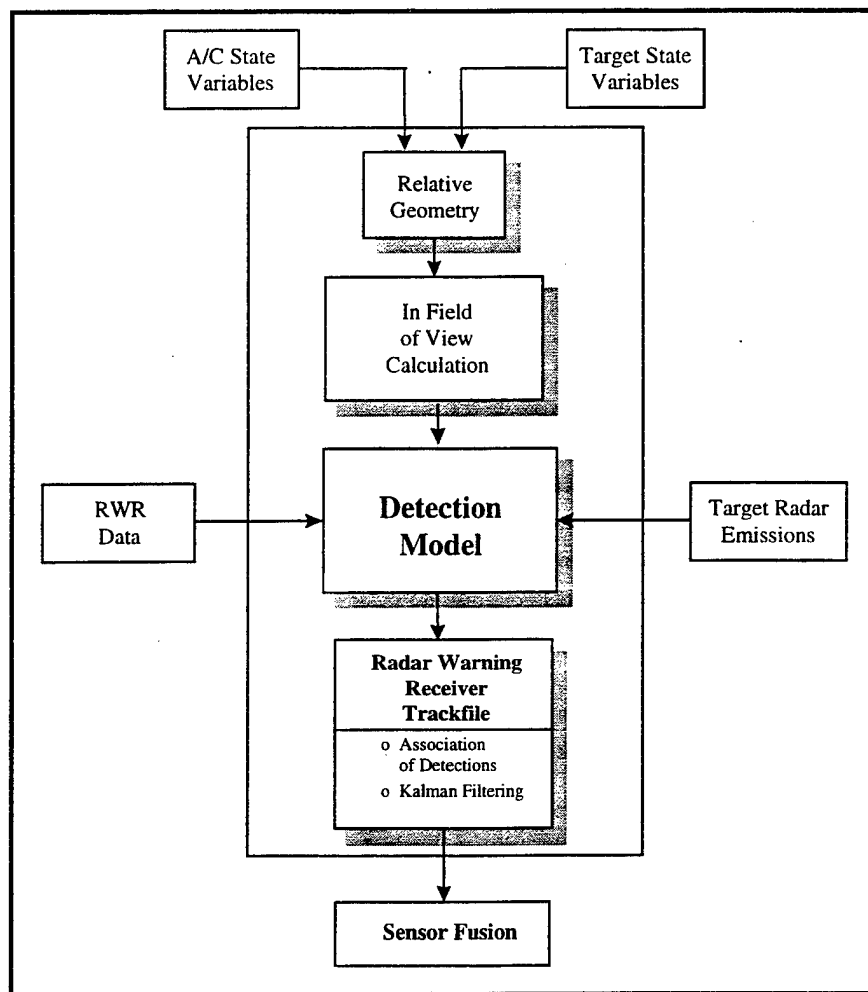 A/C State
Variables
Target State
Variables
Relative
Geometry
In Field
of View
Calculation
RWR
Data
Detection
Model
Target Radar
Emissions
Radar Warning
Receiver
Trackfile
o Association
of Detections
o Kalman Filtering
Sensor Fusion